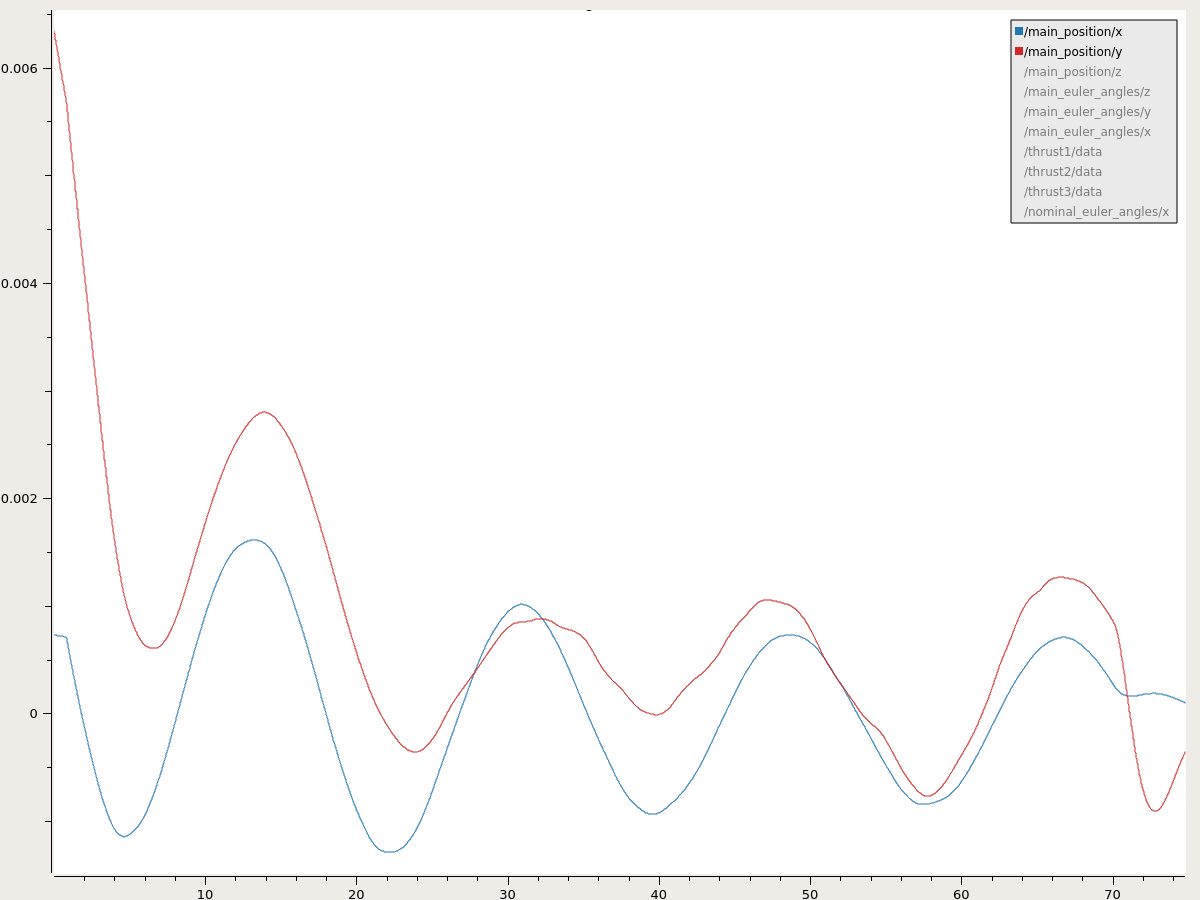 /main_position/x
/main_position/y
/main_position/z
/main_euler_angles/z
/main_euler_angles/y
/main_euler_angles/x
/thrust1/data
/thrust2/data
/thrust3/data
/nominal_euler_angles/x
0.006
0.004
0.002
0
10 20 30 40 50 60 70